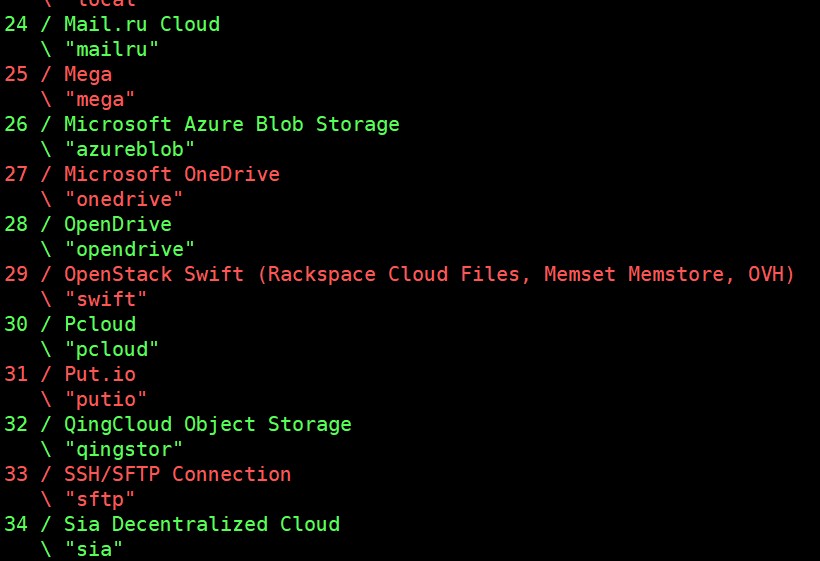 \ "local"
24 / Mail.ru Cloud
\ "mailru"
25 / Mega
\ "mega"
26 / Microsoft Azure Blob Storage
\ "azureblob"
27 / Microsoft OneDrive
\ "onedrive"
28 / OpenDrive
\ "opendrive"
29 / OpenStack Swift (Rackspace Cloud Files, Memset Memstore, OVH)
\ "swift"
30 / Pcloud
\ "pcloud"
31 / Put.io
\ "putio"
32 / QingCloud Object Storage
\ "qingstor"
33 / SSH/SFTP Connection
\ "sftp"
34 / Sia Decentralized Cloud
\ "sia"